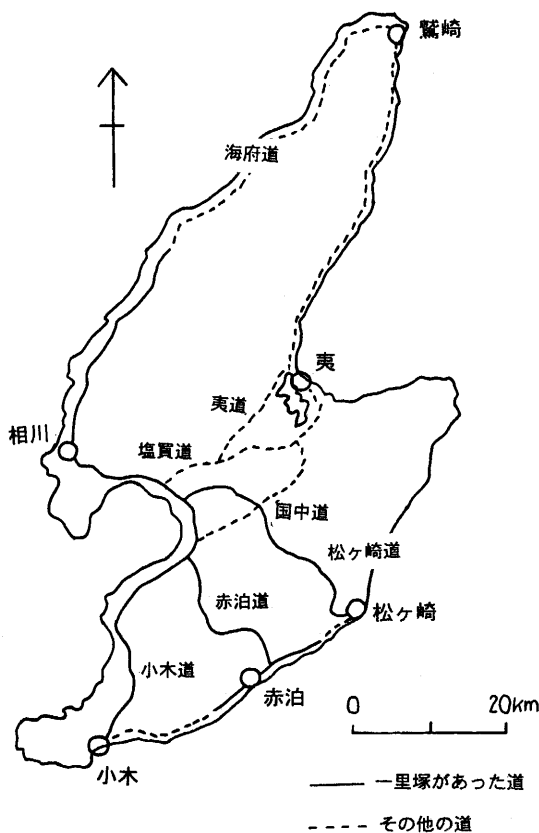 鷲崎
海府道
夷
夷道
相川
塩買道
国中道
松ヶ崎道
松ヶ崎
赤泊道
小木道
赤泊
小木
0 20km
一里塚があった道
その他の道